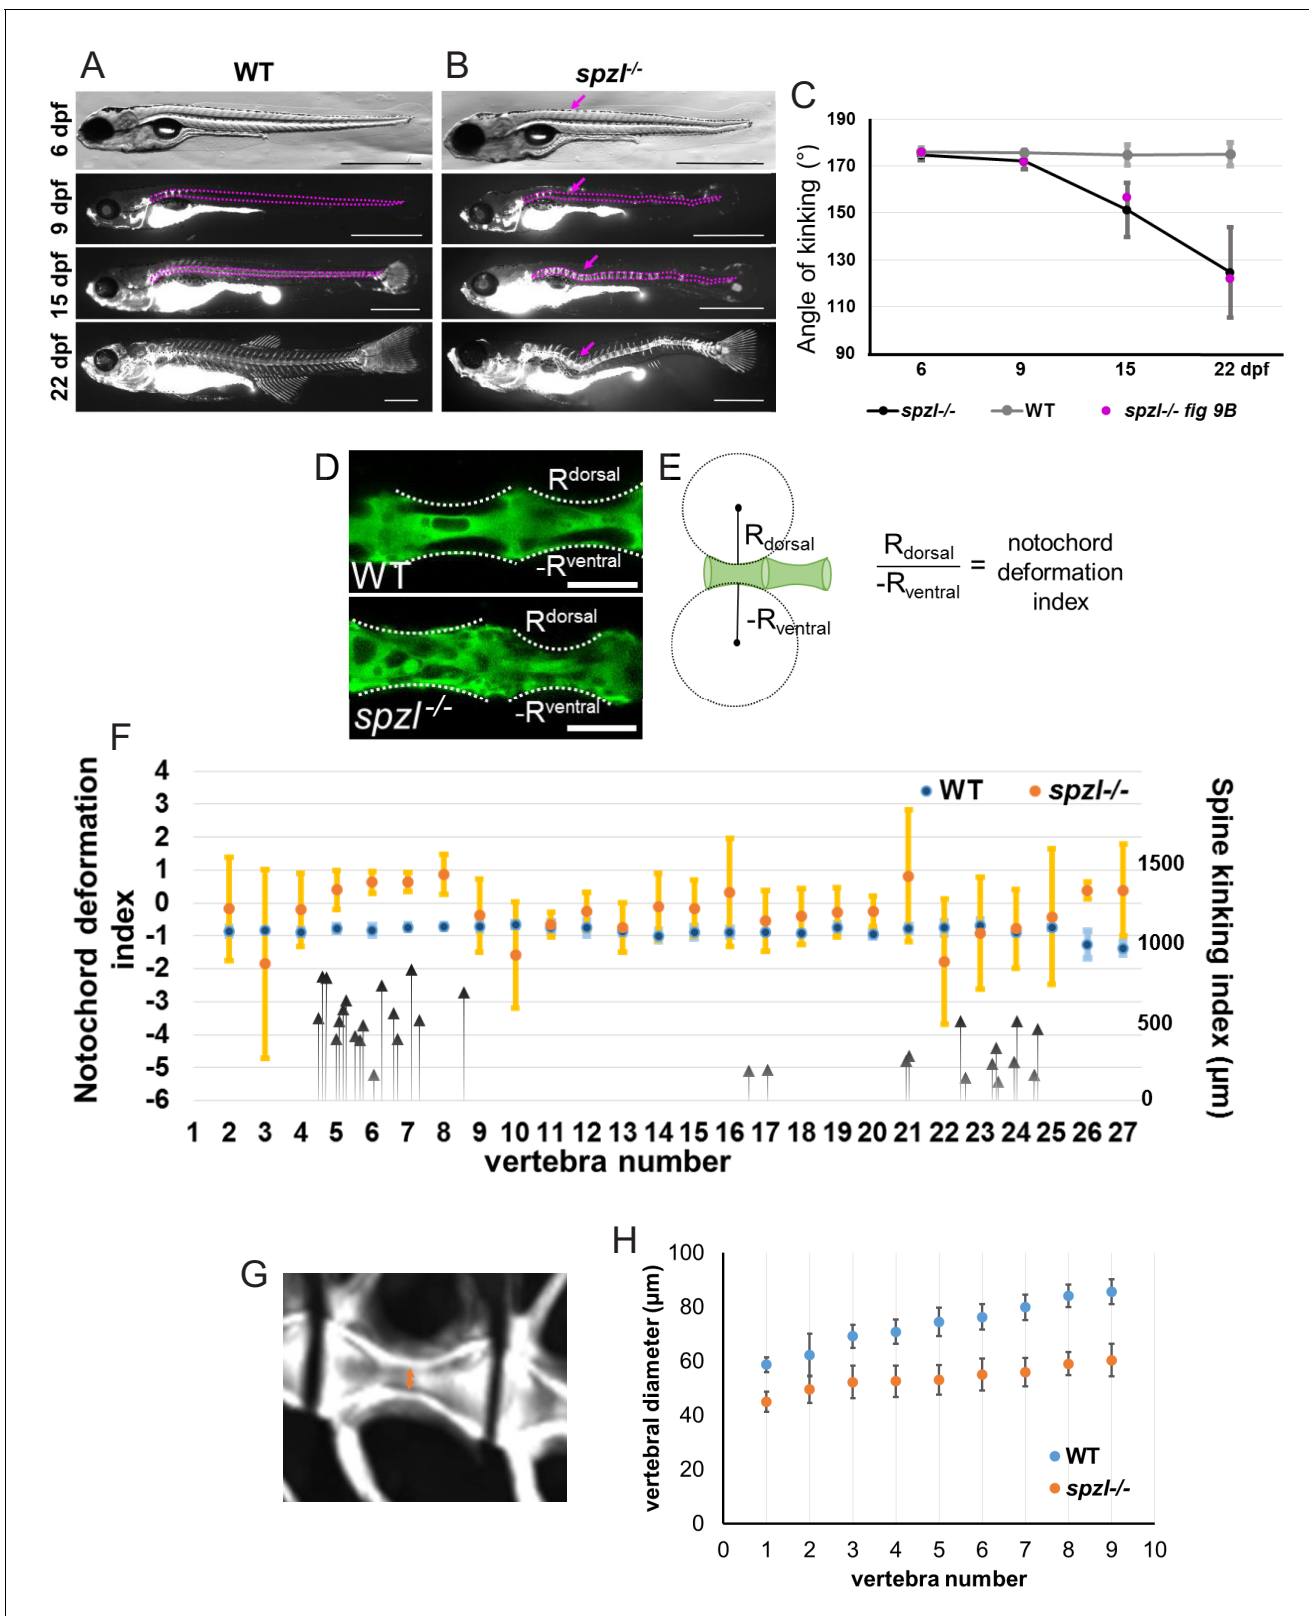 A
WT
B
spzl-/-
6 dpf
9 dpf
15 dpf
22 dpf
C
Angle of kinking (°)
190
170
150
130
110
90
6 9 15 22 dpf
spzl-/- WT spzl-/- fig 9B
D
Rdorsal
-Rventral
WT
Rdorsal
-Rventral
spzl -/-
E
Rdorsal
-Rventral
Rdorsal
-Rventral
=
notochord
deformation
index
F
Notochord deformation
index
4
3
2
1
0
-1
-2
-3
-4
-5
-6
WT spzl-/-
Spine kinking index (µm)
1500
1000
500
0
1 2 3 4 5 6 7 8 9 10 11 12 13 14 15 16 17 18 19 20 21 22 23 24 25 26 27
vertebra number
G
H
vertebral diameter (µm)
100
80
60
40
20
0
WT
spzl-/-
0 1 2 3 4 5 6 7 8 9 10
vertebra number